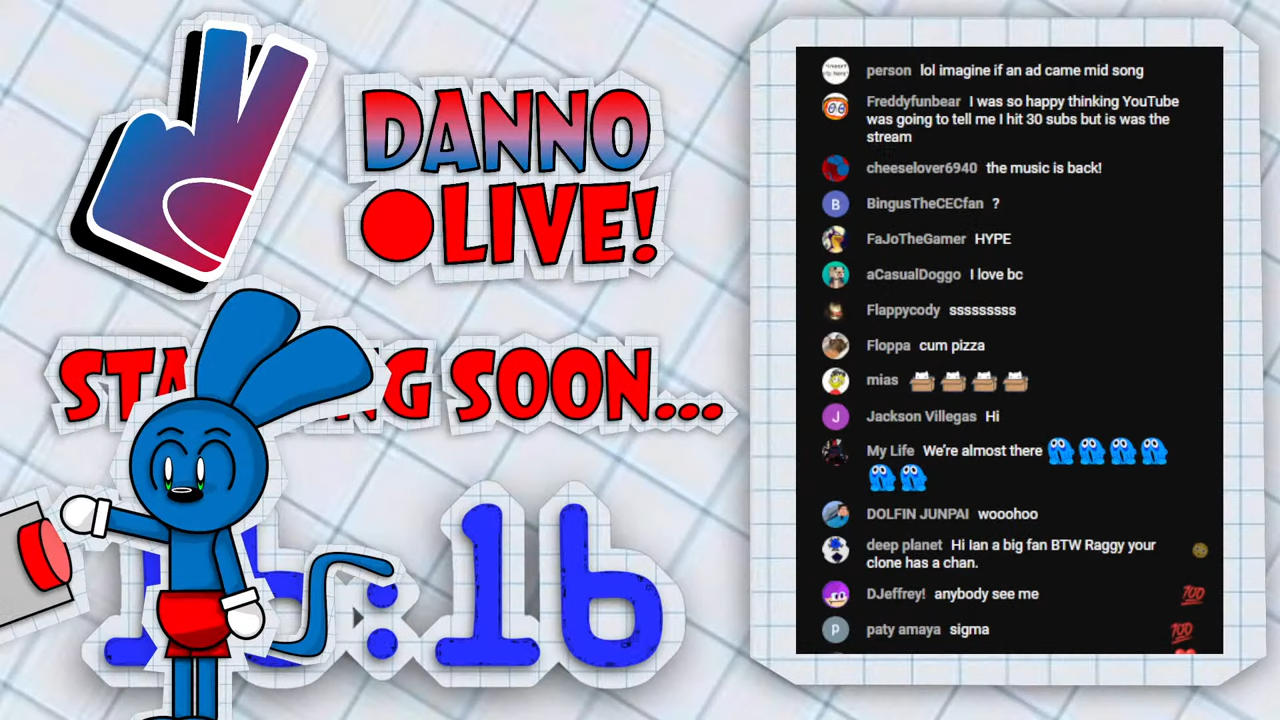 DANNO
LIVE!
STA NG SOON...
:16
person lol imagine if an ad came mid song
Freddyfunbear I was so happy thinking YouTube
was going to tell me I hit 30 subs but is was the
stream
cheeselover6940 the music is back!
B BingusTheCECfan ?
FaJoTheGamer HYPE
aCasualDoggo I love bc
Flappycody sssssssss
Floppa cum pizza
mias
J Jackson Villegas Hi
My Life We're almost there
DOLFIN JUNPAI wooohoo
deep planet Hi Ian a big fan BTW Raggy your
clone has a chan.
DJeffrey! anybody see me 100
P paty amaya sigma 100